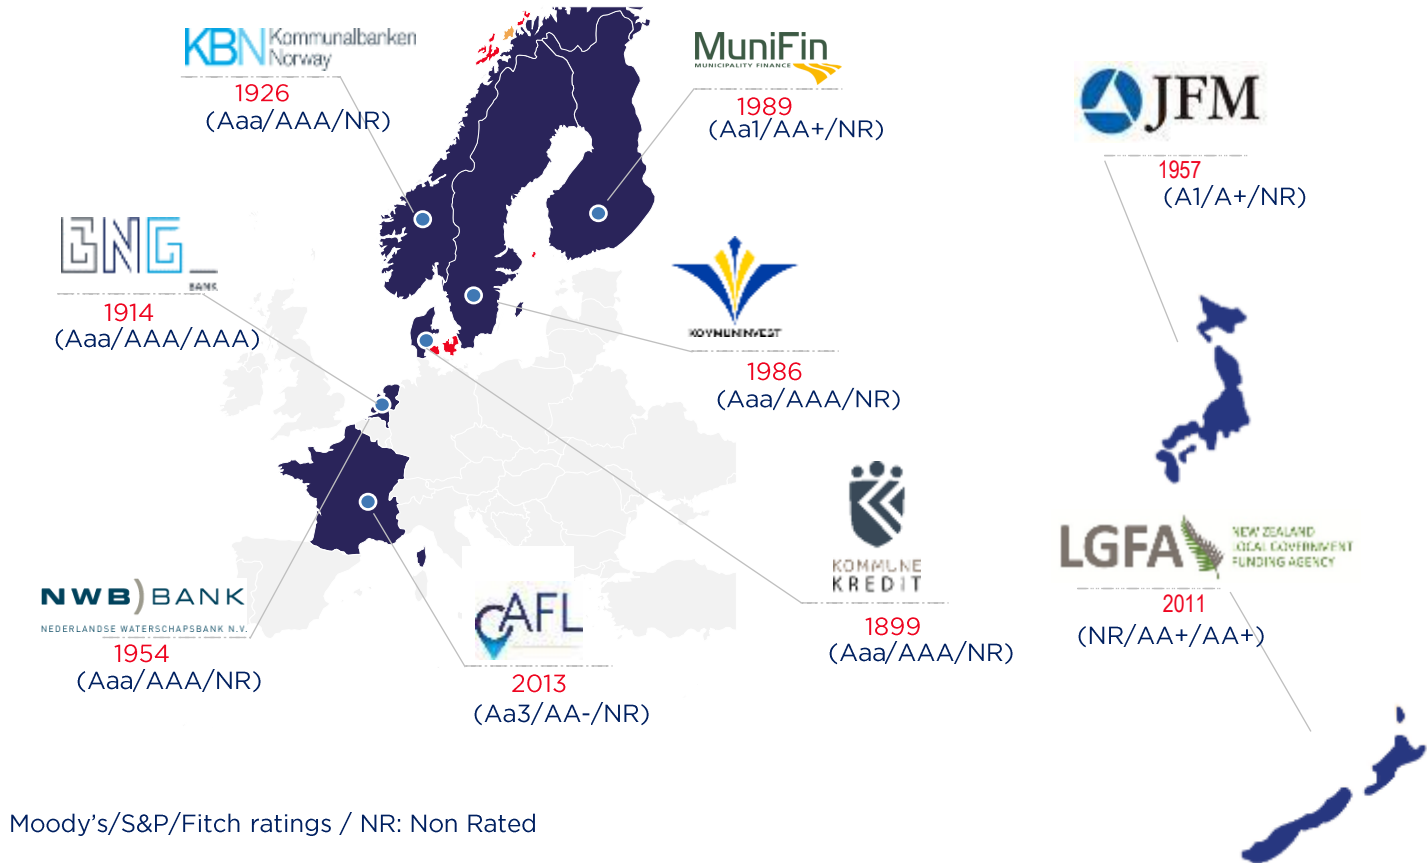 KBN Kommunalbanken
Norway
1926
(Aaa/AAA/NR)
MuniFin
MUNICIPALITY FINANCE
1989
(Aa1/AA+/NR)
JFM
1957
(A1/A+/NR)
BNG
BANK
1914
(Aaa/AAA/AAA)
KOMMUNINVEST
1986
(Aaa/AAA/NR)
KOMMUNE
KREDIT
1899
(Aaa/AAA/NR)
LGFA
NEW ZEALAND
LOCAL GOVERNMENT
FUNDING AGENCY
2011
(NR/AA+/AA+)
NWB)BANK
NEDERLANDSE WATERSCHAPSBANK N.V.
1954
(Aaa/AAA/NR)
AFL
2013
(Aa3/AA-/NR)
Moody's/S&P/Fitch ratings / NR: Non Rated